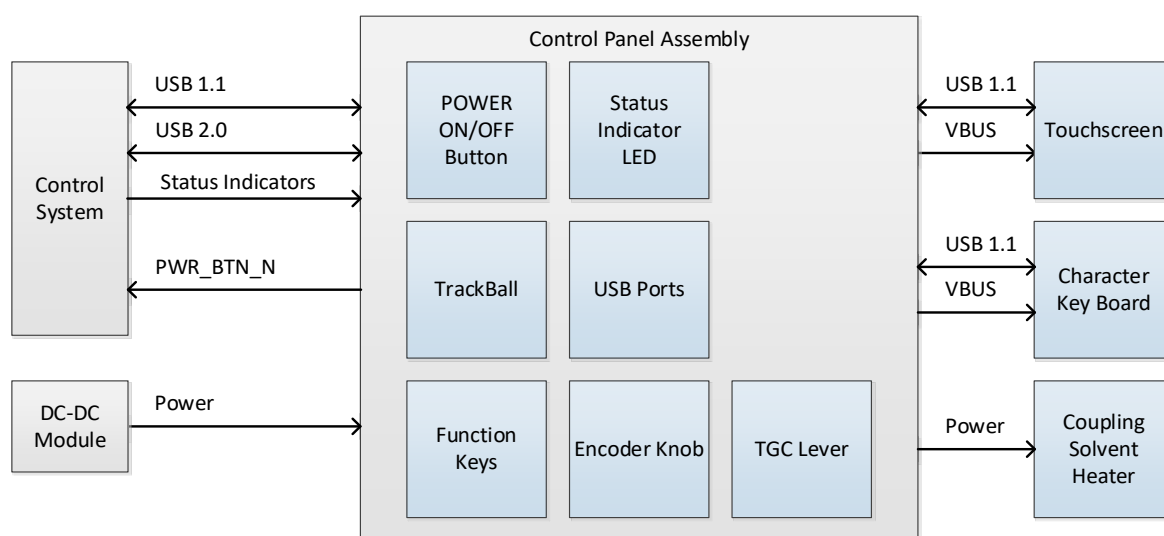 Control Panel Assembly
USB 1.1
USB 2.0
Status Indicators
PWR_BTN_N
Control
System
DC-DC
Module
Power
POWER
ON/OFF
Button
Status
Indicator
LED
TrackBall
USB Ports
Function
Keys
Encoder Knob
TGC Lever
USB 1.1
VBUS
Touchscreen
USB 1.1
VBUS
Character
Key Board
Power
Coupling
Solvent
Heater